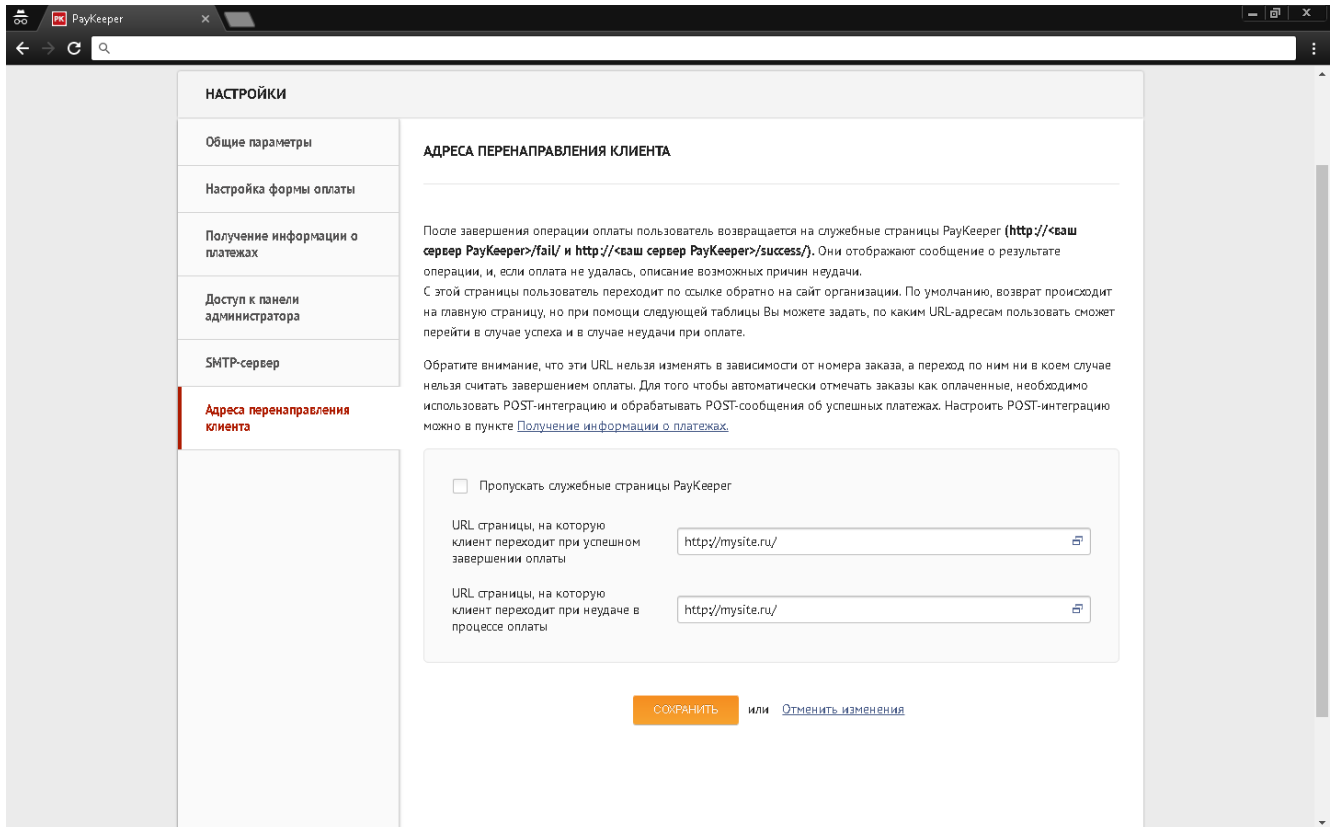 PayKeeper
НАСТРОЙКИ
Общие параметры
Настройка формы оплаты
Получение информации о
платежах
Доступ к панели
администратора
SMTP-сервер
Адреса перенаправления
клиента
АДРЕСА ПЕРЕНАПРАВЛЕНИЯ КЛИЕНТА
После завершения операции оплаты пользователь возвращается на служебные страницы PayKeeper (http://<ваш
сервер PayKeeper>/fail/ и http://<ваш сервер PayKeeper>/success/). Они отображают сообщение о результате
операции, и, если оплата не удалась, описание возможных причин неудачи.
С этой страницы пользователь переходит по ссылке обратно на сайт организации. По умолчанию, возврат происходит
на главную страницу, но при помощи следующей таблицы Вы можете задать, по каким URL-адресам пользовать сможет
перейти в случае успеха и в случае неудачи при оплате.
Обратите внимание, что эти URL нельзя изменять в зависимости от номера заказа, а переход по ним ни в коем случае
нельзя считать завершением оплаты. Для того чтобы автоматически отмечать заказы как оплаченные, необходимо
использовать POST-интеграцию и обрабатывать POST-сообщения об успешных платежах. Настроить POST-интеграцию
можно в пункте Получение информации о платежах.
Пропускать служебные страницы PayKeeper
URL страницы, на которую
клиент переходит при успешном
завершении оплаты
http://mysite.ru/
URL страницы, на которую
клиент переходит при неудаче в
процессе оплаты
http://mysite.ru/
СОХРАНИТЬ или Отменить изменения